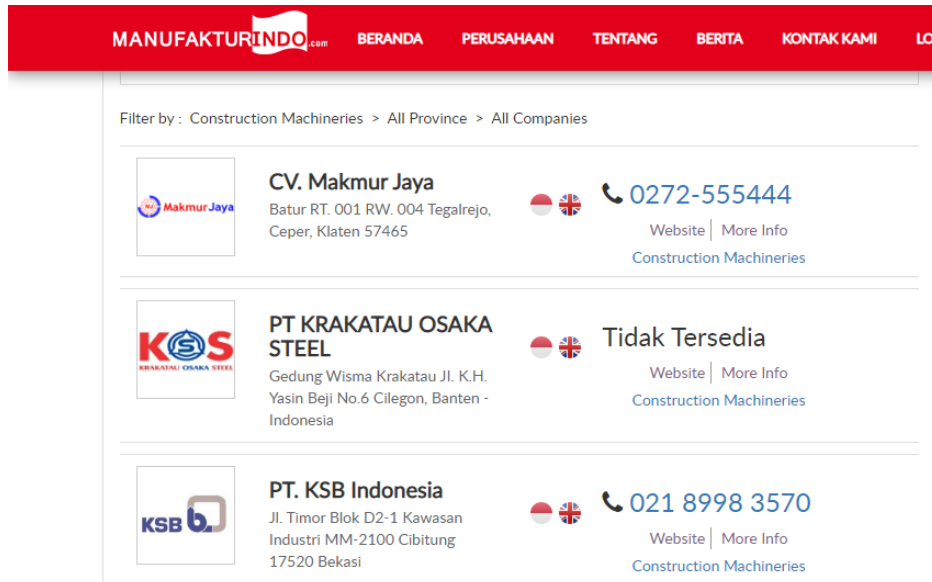 MANUFAKTURINDO.com BERANDA PERUSAHAAN TENTANG BERITA KONTAK KAMI LO
Filter by : Construction Machineries > All Province > All Companies
MJ MakmurJaya
CV. Makmur Jaya
Batur RT. 001 RW. 004 Tegalrejo,
Ceper, Klaten 57465
0272-555444
Website | More Info
Construction Machineries
KOS
KRAKATAU OSAKA STEEL
PT KRAKATAU OSAKA
STEEL
Gedung Wisma Krakatau Jl. K.H.
Yasin Beji No.6 Cilegon, Banten -
Indonesia
Tidak Tersedia
Website | More Info
Construction Machineries
KSB b.
PT. KSB Indonesia
Jl. Timor Blok D2-1 Kawasan
Industri MM-2100 Cibitung
17520 Bekasi
021 8998 3570
Website | More Info
Construction Machineries